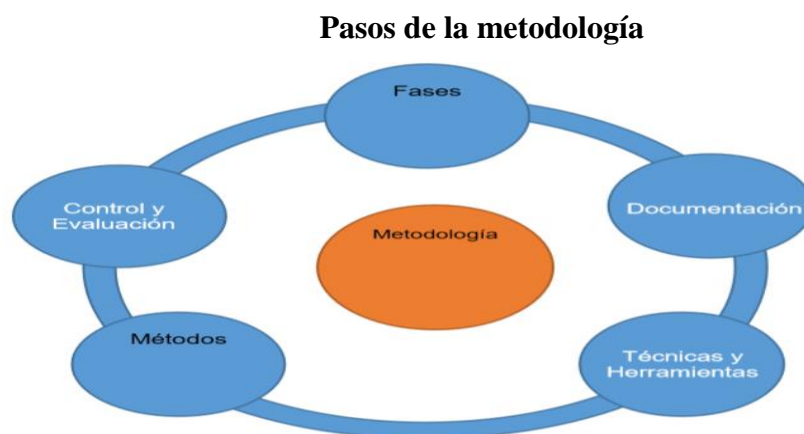 Pasos de la metodología
Fases
Documentación
Control y
Evaluación
Metodología
Métodos
Técnicas y
Herramientas